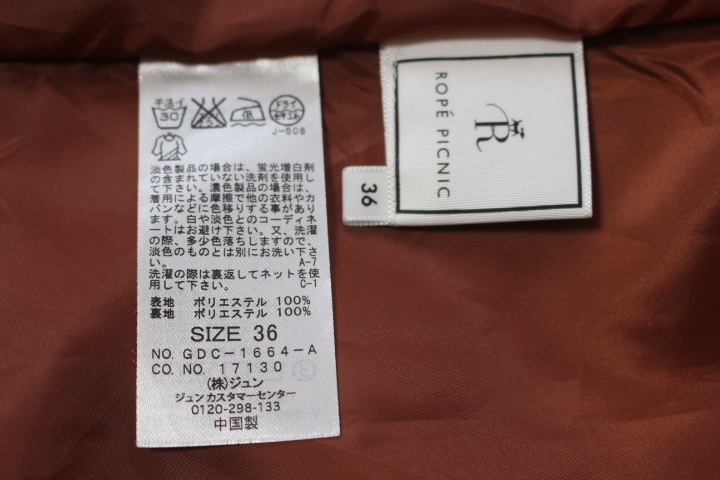 手洗イ
30
エンソ
サラシ
低
ドライ
セキユ系
J-508
淡色製品の場合は、蛍光増白剤
の含まれていない洗剤を使用し
て下さい。濃色製品の場合は、
着用による摩擦で他の衣料やカ
バンなどに色移りする事があり
ます。白や淡色とのコーディネ
ートはお避け下さい。又、洗濯
の際、多少色落ちしますので、
淡色のものとは別にお洗い下さ
い。 A-7
洗濯の際は裏返してネットを使
用して下さい。 C-1
表地 ポリエステル 100%
裏地 ポリエステル 100%
SIZE 36
NO. GDC-1664-A
CO. NO. 17130
(株)ジュン
ジュンカスタマーセンター
0120-298-133
中国製
36
R
ROPÉ PICNIC